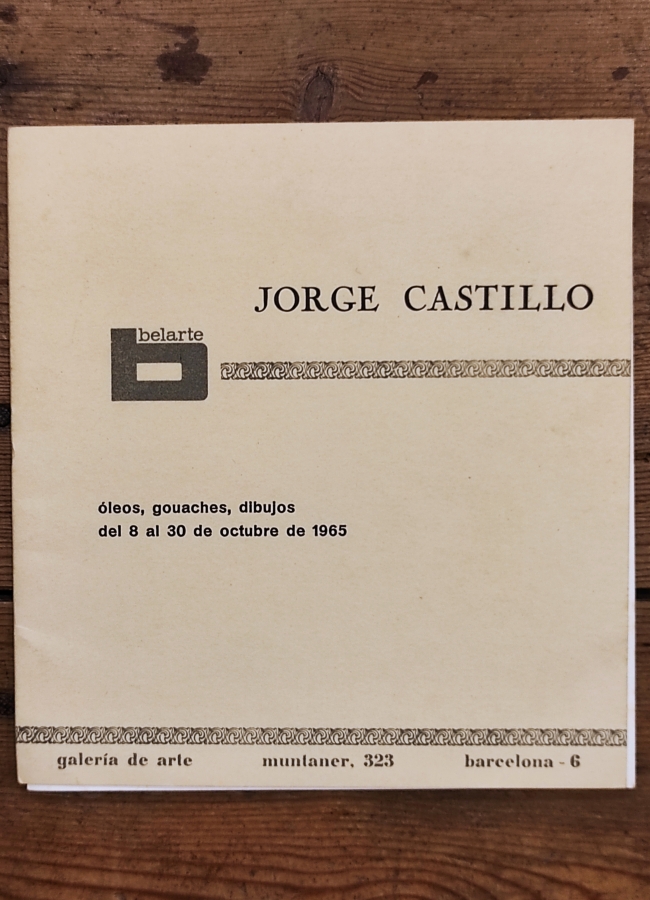 JORGE CASTILLO
belarte
óleos, gouaches, dibujos
del 8 al 30 de octubre de 1965
galería de arte muntaner, 323 barcelona - 6